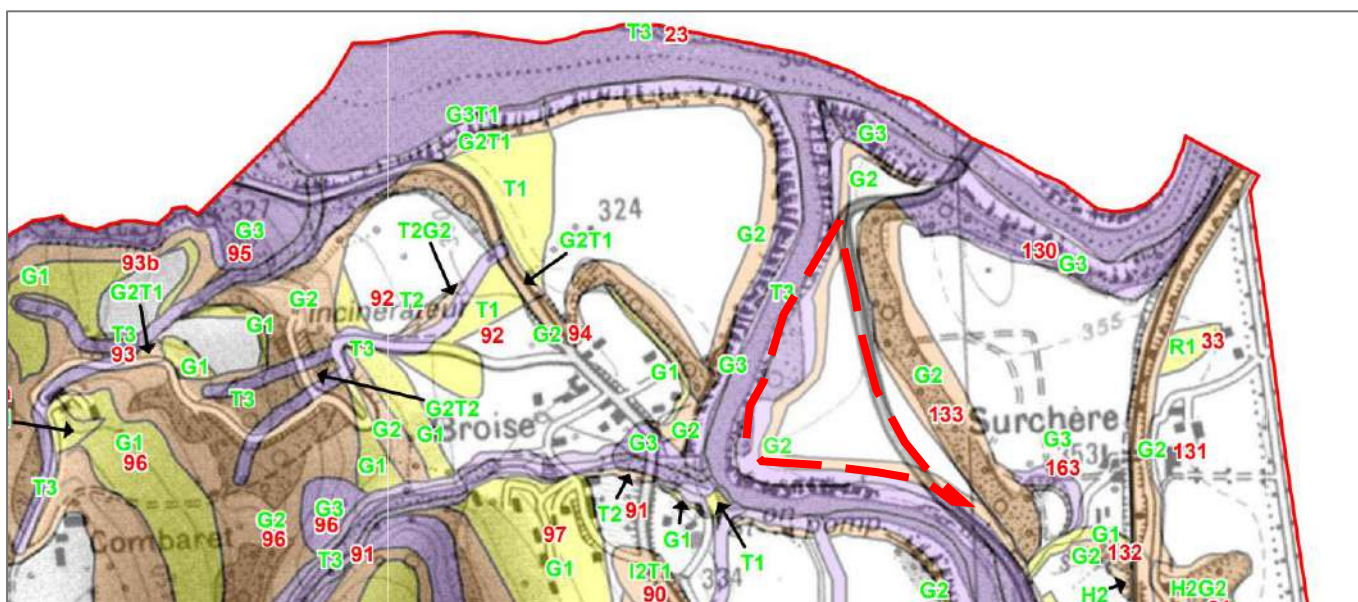 T3 23
G3T1
G2T1
G3
G2
T1
324
T2G2
G2T1
G2
327
G3
95
93b
G1
G2T1
130
G3
92 T2
Incinérateur
T1
92
G2
94
T3
G2
G1
355
R1 33
T3
93
G1
T3
T3
G3
G1
G2
133
Surchère
G2T2
G1
96
G2
G1
Broise
G3
G2
G2
G3
163
G2
131
G1
T3
G3
96
G2
96
T2
91
G1
97
G1
T1
pomp.
Combaret
T3
91
I2T1
90
334
G2
G1
G2
132
H2
H2G2